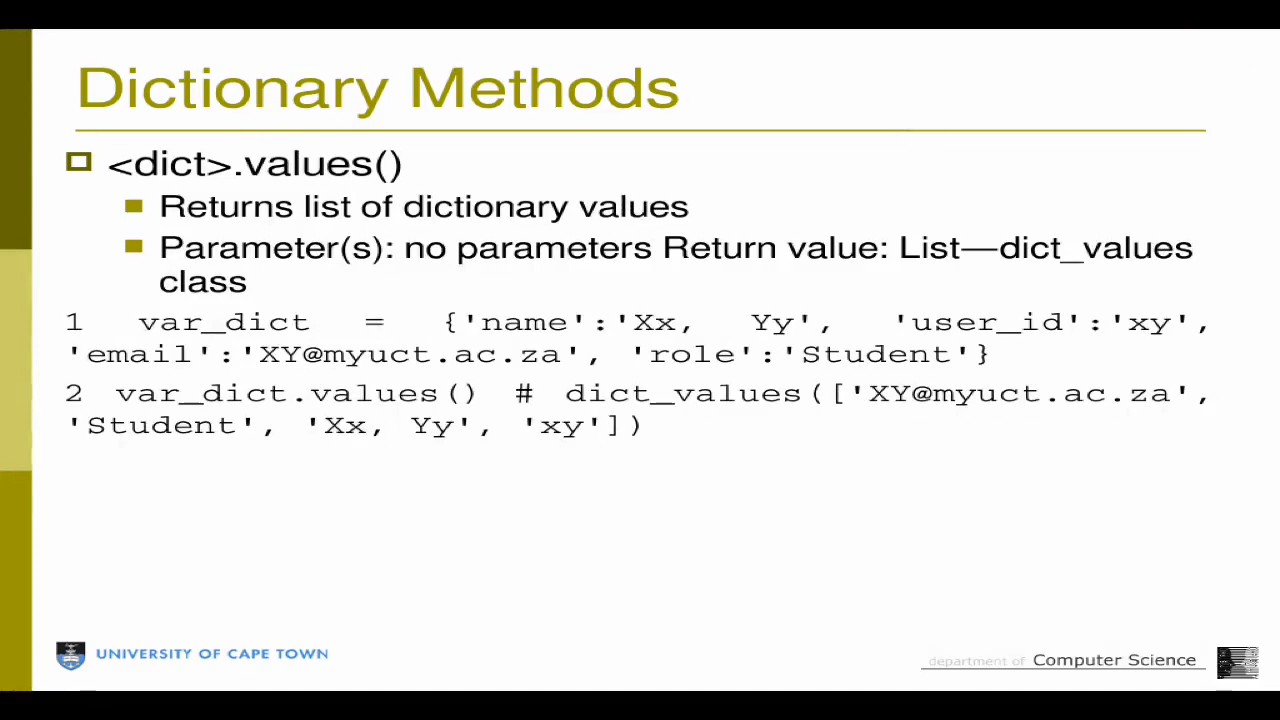 Dictionary Methods
<dict>.values()
Returns list of dictionary values
Parameter(s): no parameters Return value: List—dict_values
class
1 var_dict = {'name':'Xx, Yy', 'user_id':'xy',
'email':'XY@myuct.ac.za', 'role':'Student'}
2 var_dict.values() # dict_values(['XY@myuct.ac.za',
'Student', 'Xx, Yy', 'xy'])
UNIVERSITY OF CAPE TOWN
department of Computer Science